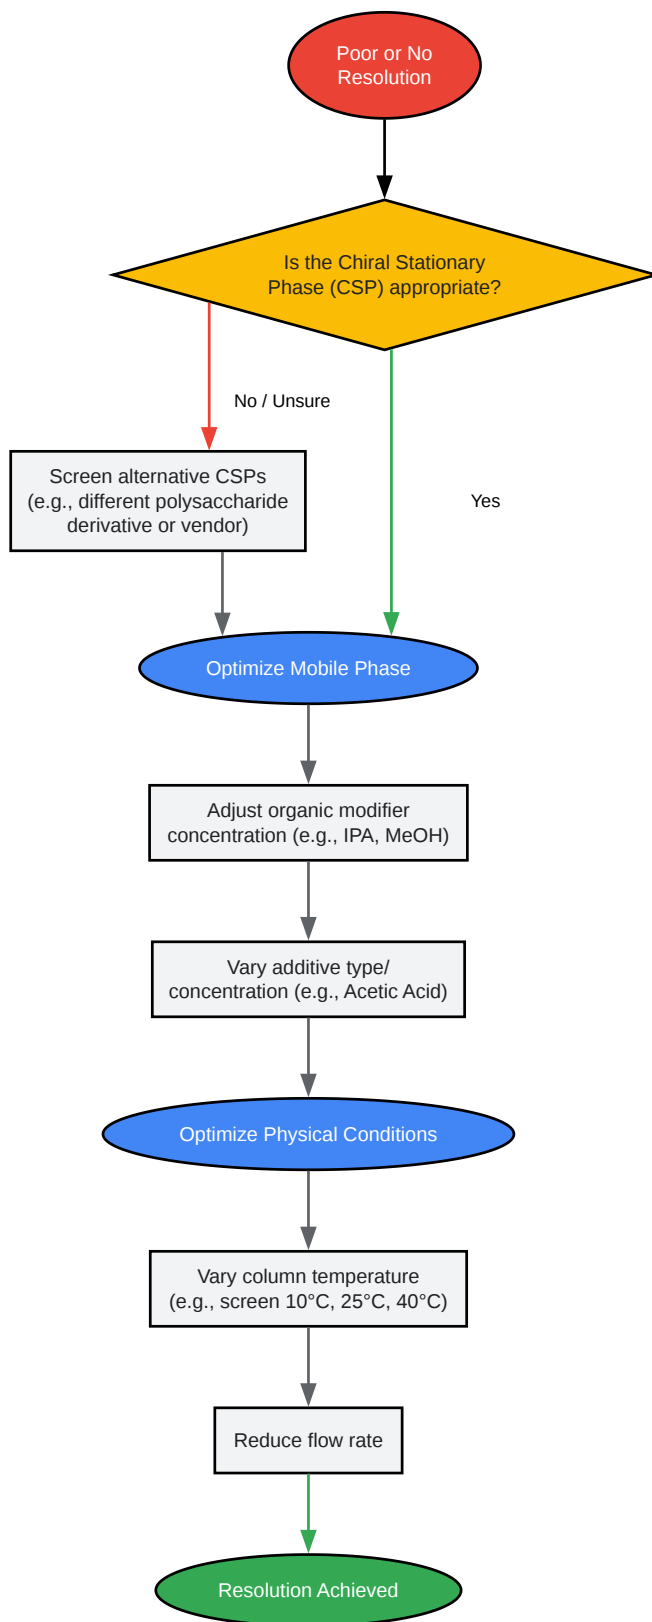 Poor or No
Resolution
Is the Chiral Stationary
Phase (CSP) appropriate?
No / Unsure
Screen alternative CSPs
(e.g., different polysaccharide
derivative or vendor)
Yes
Optimize Mobile Phase
Adjust organic modifier
concentration (e.g., IPA, MeOH)
Vary additive type/
concentration (e.g., Acetic Acid)
Optimize Physical Conditions
Vary column temperature
(e.g., screen 10°C, 25°C, 40°C)
Reduce flow rate
Resolution Achieved